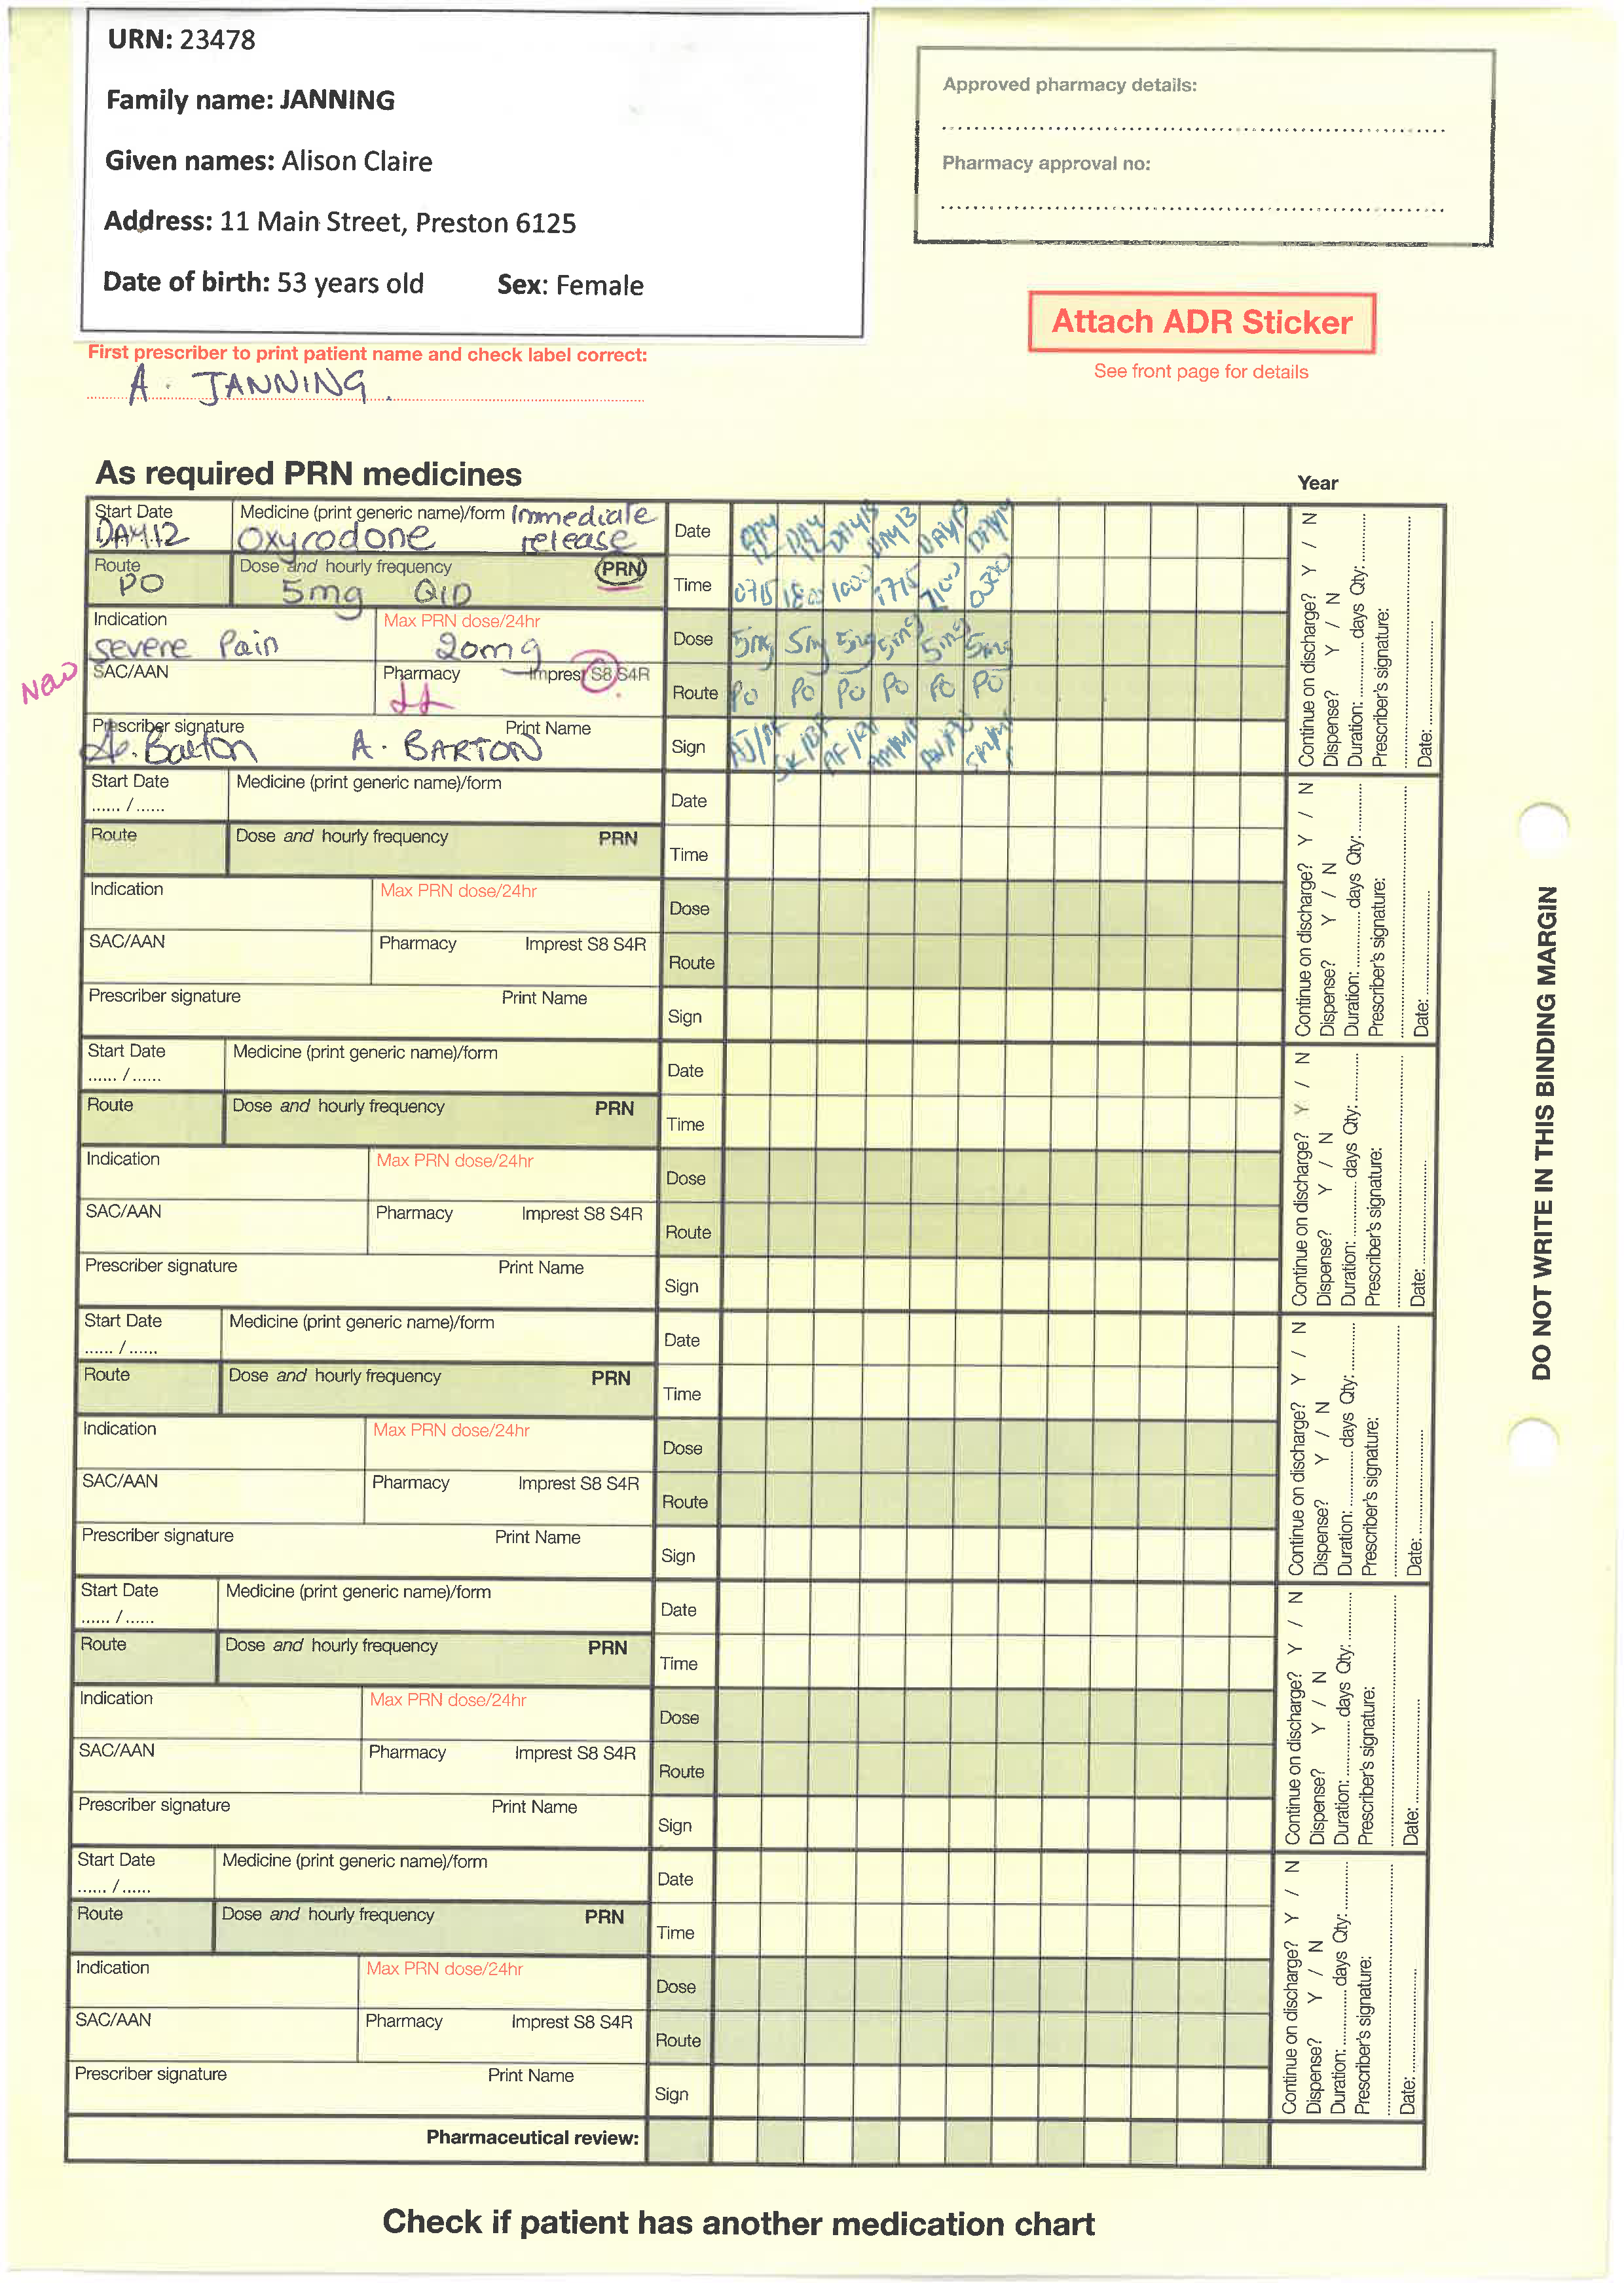 URN: 23478
Family name: JANNING
Given names: Alison Claire
Address: 11 Main Street, Preston 6125
Date of birth: 53 years old Sex: Female
Approved pharmacy details:
Pharmacy approval no:
Attach ADR Sticker
See front page for details
First prescriber to print patient name and check label correct:
A. JANNING.
As required PRN medicines
Year
Start Date
DAY 12
Medicine (print generic name)/form
Immediate
Oxycodone release
Route
PO
Dose and hourly frequency
PRN
5mg QID
Indication
Severe Pain
Max PRN dose/24hr
20mg
New
SAC/AAN
Pharmacy
Imprest S8 S4R
Prescriber signature
Print Name
A. Barton A. BARTON
Date DAY 12 DAY 12 DAY 13 DAY 13 DAY 13 DAY 14
Time 0715 1800 1000 1715 2100 0300
Dose 5mg 5mg 5mg 5mg 5mg 5mg
Route PO PO PO PO PO PO
Sign
Continue on discharge? Y / N
Dispense? Y / N
Duration: days Qty:
Prescriber's signature:
Date:
Start Date
...... / ......
Medicine (print generic name)/form
Route
Dose and hourly frequency
PRN
Indication
Max PRN dose/24hr
SAC/AAN
Pharmacy
Imprest S8 S4R
Prescriber signature
Print Name
Date
Time
Dose
Route
Sign
Continue on discharge? Y / N
Dispense? Y / N
Duration: days Qty:
Prescriber's signature:
Date:
Start Date
...... / ......
Medicine (print generic name)/form
Route
Dose and hourly frequency
PRN
Indication
Max PRN dose/24hr
SAC/AAN
Pharmacy
Imprest S8 S4R
Prescriber signature
Print Name
Date
Time
Dose
Route
Sign
Continue on discharge? Y / N
Dispense? Y / N
Duration: days Qty:
Prescriber's signature:
Date:
Start Date
...... / ......
Medicine (print generic name)/form
Route
Dose and hourly frequency
PRN
Indication
Max PRN dose/24hr
SAC/AAN
Pharmacy
Imprest S8 S4R
Prescriber signature
Print Name
Date
Time
Dose
Route
Sign
Continue on discharge? Y / N
Dispense? Y / N
Duration: days Qty:
Prescriber's signature:
Date:
Start Date
...... / ......
Medicine (print generic name)/form
Route
Dose and hourly frequency
PRN
Indication
Max PRN dose/24hr
SAC/AAN
Pharmacy
Imprest S8 S4R
Prescriber signature
Print Name
Date
Time
Dose
Route
Sign
Continue on discharge? Y / N
Dispense? Y / N
Duration: days Qty:
Prescriber's signature:
Date:
Start Date
...... / ......
Medicine (print generic name)/form
Route
Dose and hourly frequency
PRN
Indication
Max PRN dose/24hr
SAC/AAN
Pharmacy
Imprest S8 S4R
Prescriber signature
Print Name
Date
Time
Dose
Route
Sign
Continue on discharge? Y / N
Dispense? Y / N
Duration: days Qty:
Prescriber's signature:
Date:
Pharmaceutical review:
DO NOT WRITE IN THIS BINDING MARGIN
Check if patient has another medication chart